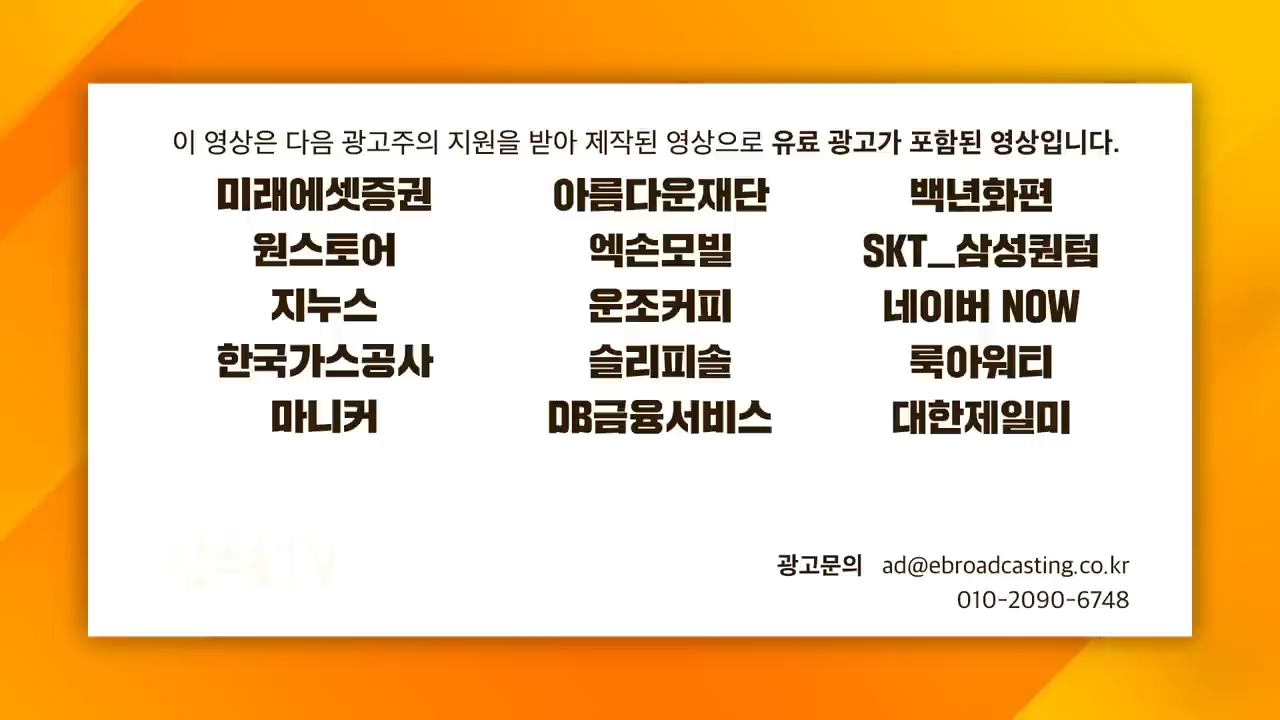 이 영상은 다음 광고주의 지원을 받아 제작된 영상으로 유료 광고가 포함된 영상입니다.
미래에셋증권 아름다운재단 백년화편
원스토어 엑손모빌 SKT_삼성퀀텀
지누스 운조커피 네이버 NOW
한국가스공사 슬리피솔 룩아워티
마니커 DB금융서비스 대한제일미
광고문의 ad@ebroadcasting.co.kr
010-2090-6748